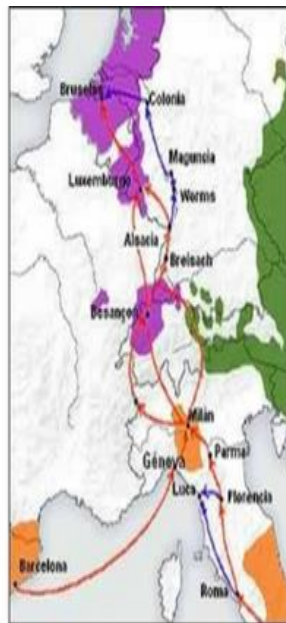 Bruselas
Colonia
Maguncia
Luxemburgo
Worms
Alsacia
Breisach
Besançon
Milán
Parma
Génova
Luca
Florencia
Barcelona
Roma